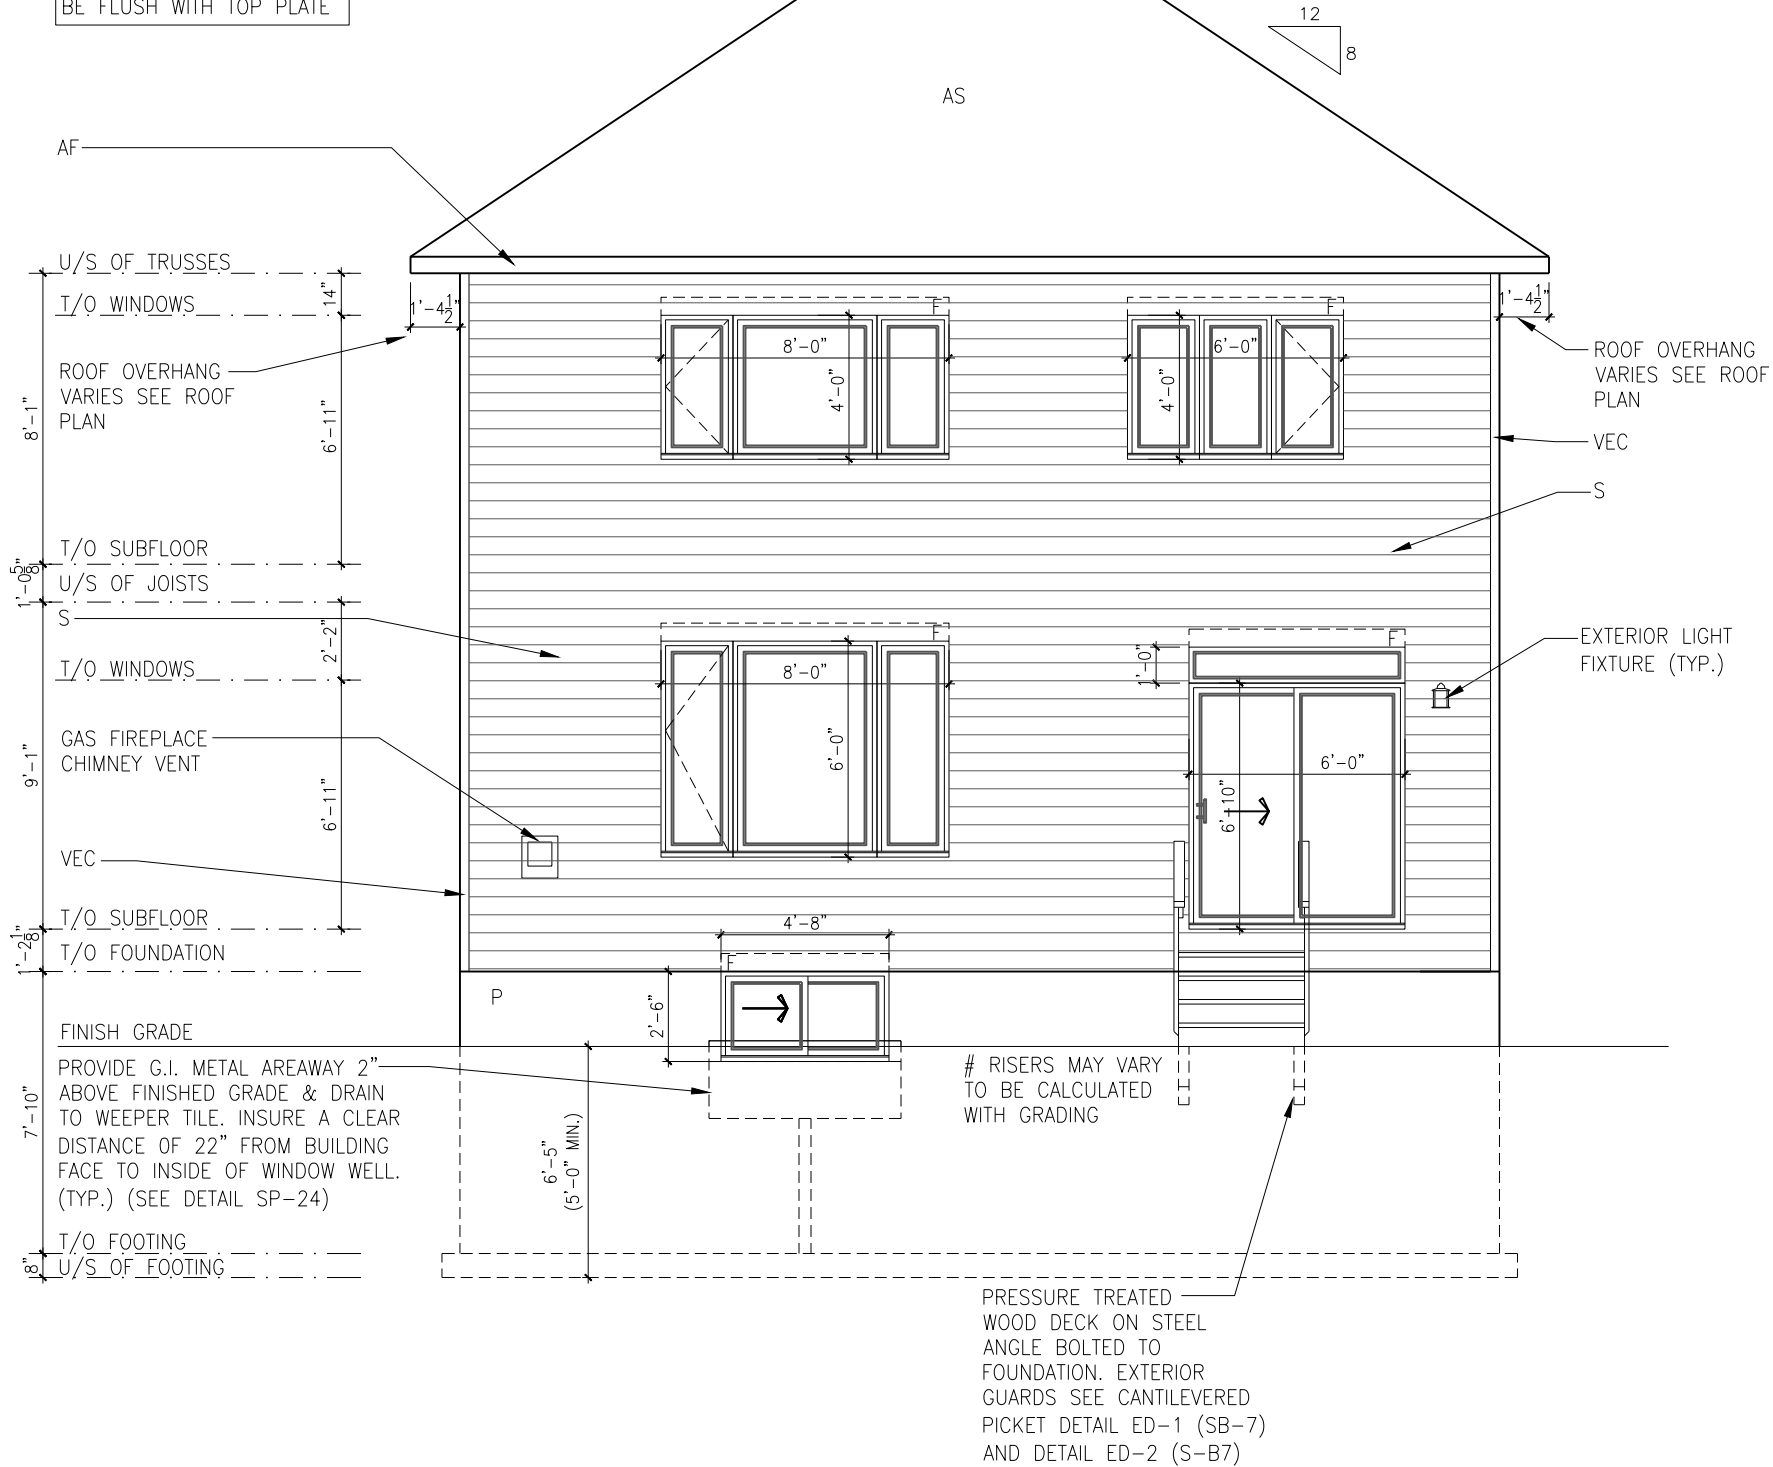 BE FLUSH WITH TOP PLATE
12
8
AS
AF
U/S OF TRUSSES
T/O WINDOWS
14"
1'-4 1/2"
1'-4 1/2"
F
F
8'-0"
4'-0"
6'-0"
4'-0"
ROOF OVERHANG
VARIES SEE ROOF
PLAN
ROOF OVERHANG
VARIES SEE ROOF
PLAN
8'-1"
6'-11"
VEC
S
T/O SUBFLOOR
1'-0 5/8"
U/S OF JOISTS
S
2'-2"
T/O WINDOWS
F
8'-0"
6'-0"
F
1'-0"
6'-0"
6'-10"
EXTERIOR LIGHT
FIXTURE (TYP.)
GAS FIREPLACE
CHIMNEY VENT
9'-1"
6'-11"
VEC
T/O SUBFLOOR
1'-2 1/8"
T/O FOUNDATION
4'-8"
F
P
2'-6"
FINISH GRADE
PROVIDE G.I. METAL AREAWAY 2"
ABOVE FINISHED GRADE & DRAIN
TO WEEPER TILE. INSURE A CLEAR
DISTANCE OF 22" FROM BUILDING
FACE TO INSIDE OF WINDOW WELL.
(TYP.) (SEE DETAIL SP-24)
7'-10"
6'-5"
(5'-0" MIN.)
# RISERS MAY VARY
TO BE CALCULATED
WITH GRADING
T/O FOOTING
8"
U/S OF FOOTING
PRESSURE TREATED
WOOD DECK ON STEEL
ANGLE BOLTED TO
FOUNDATION. EXTERIOR
GUARDS SEE CANTILEVERED
PICKET DETAIL ED-1 (SB-7)
AND DETAIL ED-2 (S-B7)